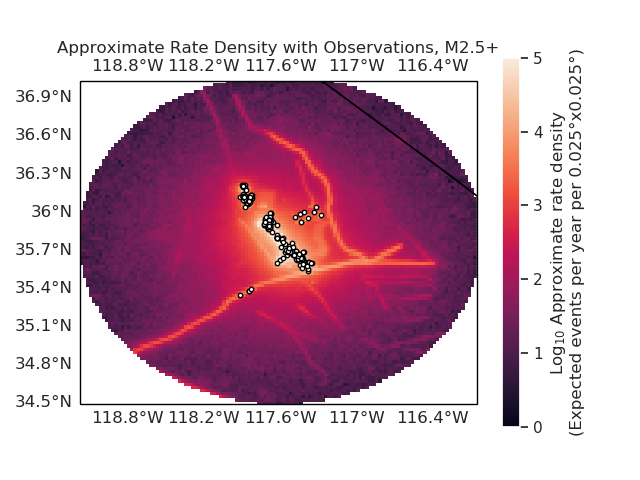 Approximate Rate Density with Observations, M2.5+
118.8°W 118.2°W 117.6°W 117°W 116.4°W
36.9°N
36.6°N
36.3°N
36°N
35.7°N
35.4°N
35.1°N
34.8°N
34.5°N
118.8°W 118.2°W 117.6°W 117°W 116.4°W
5
4
3
2
1
0
Log₁₀ Approximate rate density
(Expected events per year per 0.025°x0.025°)